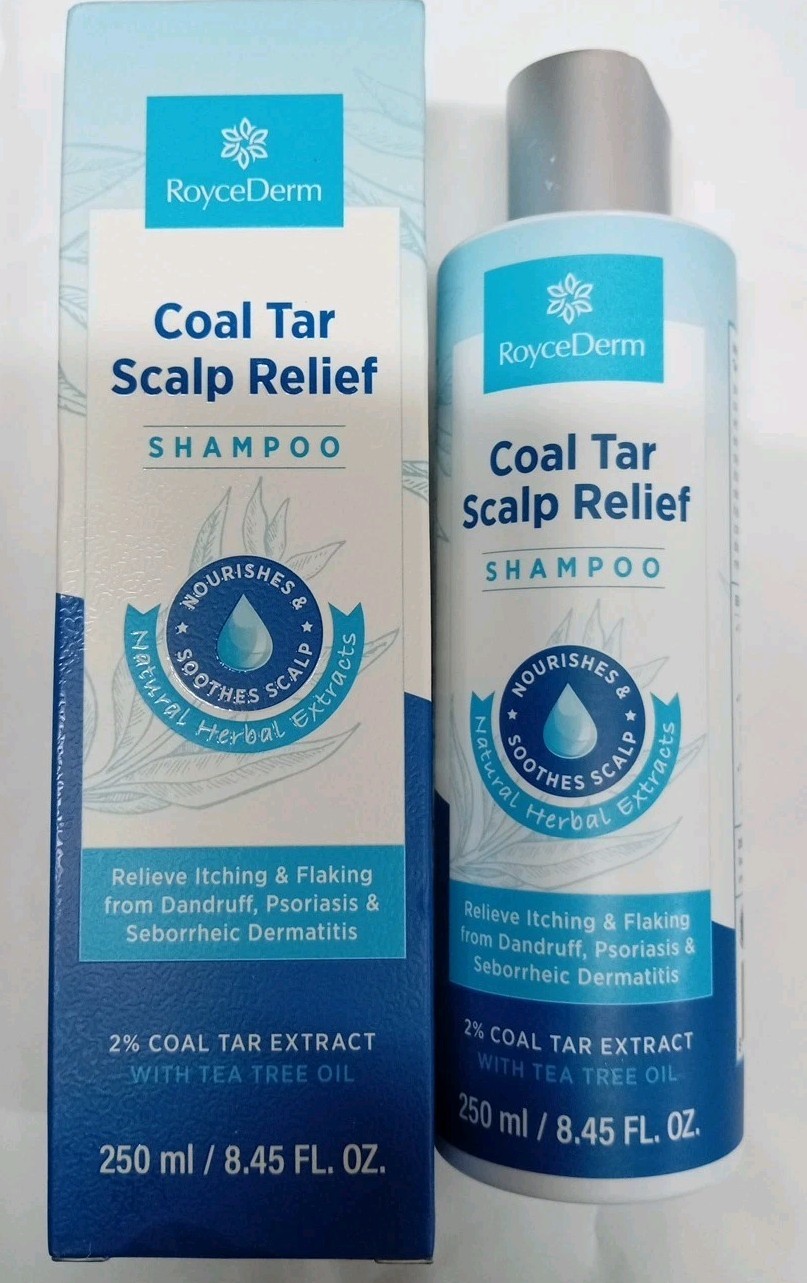 RoyceDerm
Coal Tar
Scalp Relief
SHAMPOO
NOURISHES &
SOOTHES SCALP
Natural Herbal Extracts
Relieve Itching & Flaking
from Dandruff, Psoriasis &
Seborrheic Dermatitis
2% COAL TAR EXTRACT
WITH TEA TREE OIL
250 ml / 8.45 FL. OZ.
RoyceDerm
Coal Tar
Scalp Relief
SHAMPOO
NOURISHES &
SOOTHES SCALP
Natural Herbal Extracts
Relieve Itching & Flaking
from Dandruff, Psoriasis &
Seborrheic Dermatitis
2% COAL TAR EXTRACT
WITH TEA TREE OIL
250 ml / 8.45 FL. OZ.